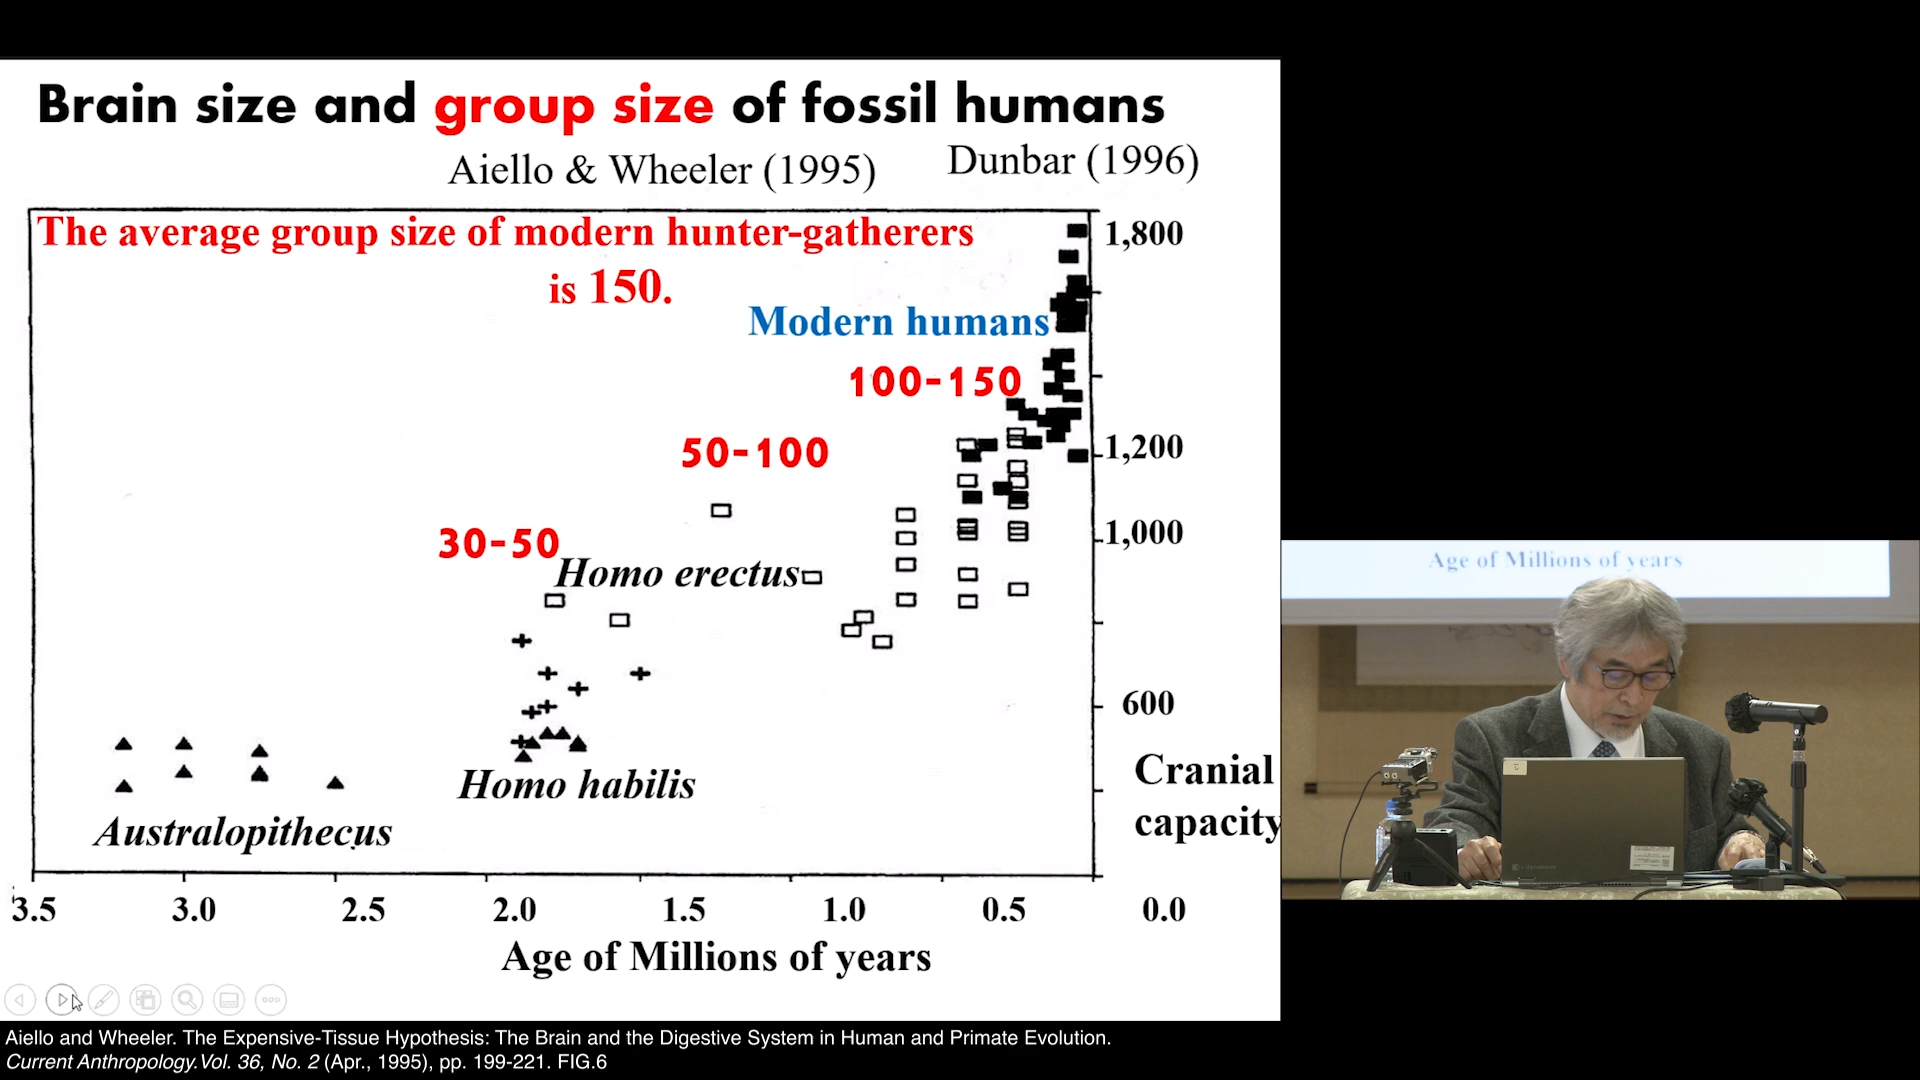 Brain size and group size of fossil humans
Aiello & Wheeler (1995)
Dunbar (1996)
The average group size of modern hunter-gatherers
is 150.
1,800
Modern humans
100-150
50-100
1,200
30-50
1,000
Homo erectus
600
Homo habilis
Cranial
capacity
Australopithecus
3.5 3.0 2.5 2.0 1.5 1.0 0.5 0.0
Age of Millions of years
Age of Millions of years
Aiello and Wheeler. The Expensive-Tissue Hypothesis: The Brain and the Digestive System in Human and Primate Evolution.
Current Anthropology.Vol. 36, No. 2 (Apr., 1995), pp. 199-221. FIG.6